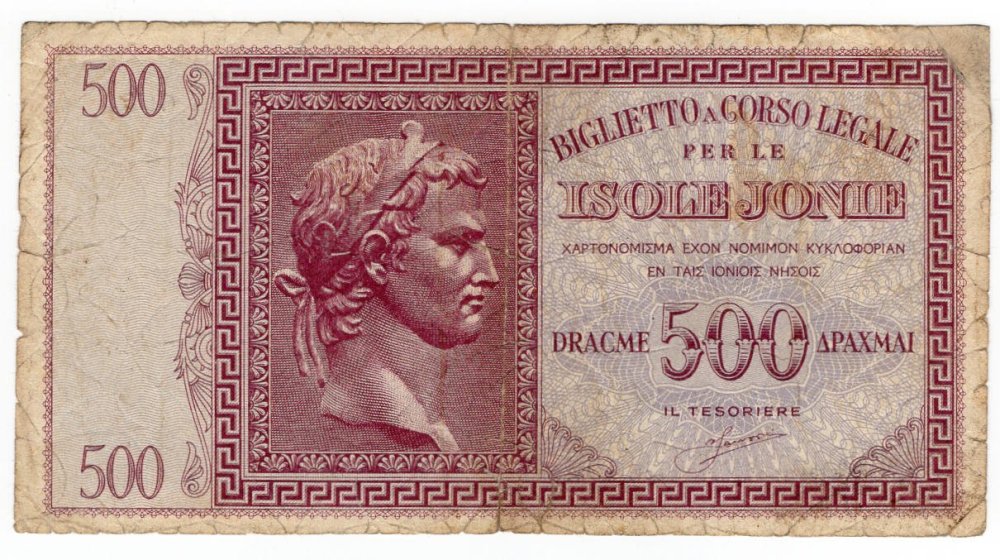 500
BIGLIETTO A CORSO LEGALE
PER LE
ISOLE JONIE
ΧΑΡΤΟΝΟΜΙΣΜΑ ΕΧΟΝ ΝΟΜΙΜΟΝ ΚΥΚΛΟΦΟΡΙΑΝ
ΕΝ ΤΑΙΣ ΙΟΝΙΟΙΣ ΝΗΣΟΙΣ
DRACME 500 ΔΡΑΧΜΑΙ
IL TESORIERE
500